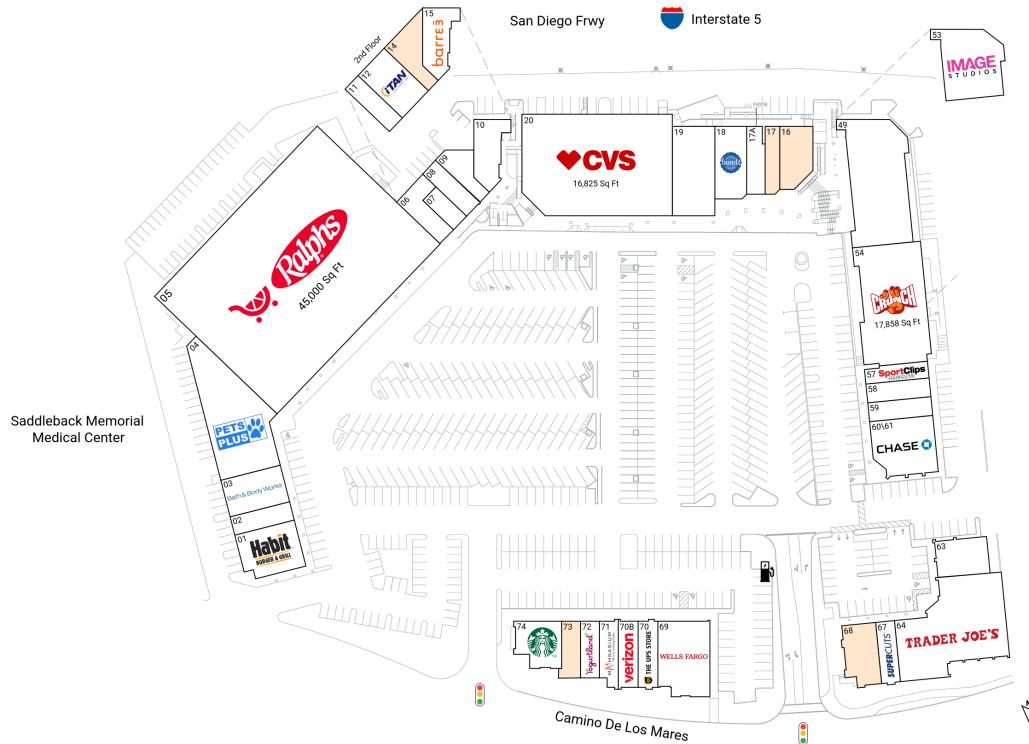 San Diego Frwy
Interstate 5
2nd Floor
15
barre3
14
12
11
ITAN
53
IMAGE
STUDIOS
10
09
08
07
06
20
CVS
16,825 Sq Ft
19
18
bundt
17A
17
16
49
05
Ralphs
45,000 Sq Ft
54
CRUNCH
17,858 Sq Ft
04
PETS
PLUS
57
SportClips
HAIRCUTS
58
59
60\61
CHASE
Saddleback Memorial
Medical Center
03
Bath & Body Works
02
01
Habit
BURGER & GRILL
63
74
73
72
Yogurtland
71
MATHNASIUM
70B
verizon
70
THE UPS STORE
69
WELLS FARGO
68
67
SUPERCUTS
64
TRADER JOE'S
Camino De Los Mares